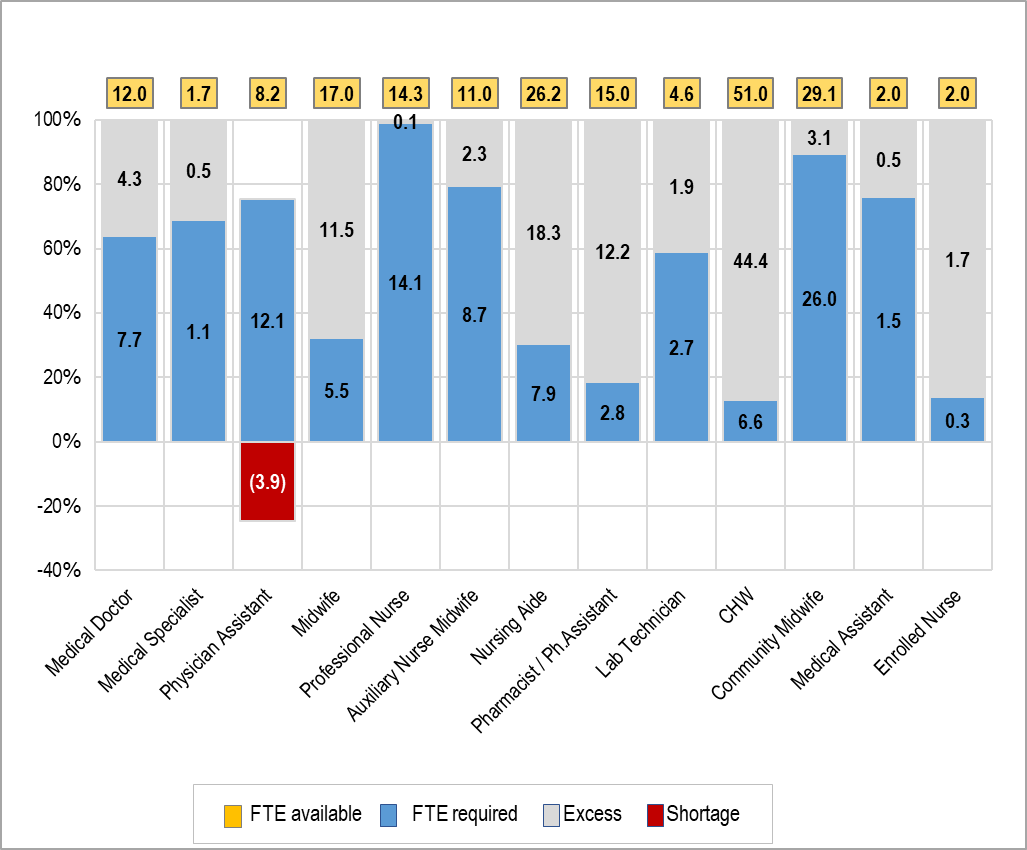 12.0 1.7 8.2 17.0 14.3 11.0 26.2 15.0 4.6 51.0 29.1 2.0 2.0
100%
80%
60%
40%
20%
0%
-20%
-40%
4.3 0.5 11.5 0.1 2.3 18.3 12.2 1.9 44.4 3.1 0.5 1.7
7.7 1.1 12.1 5.5 14.1 8.7 7.9 2.8 2.7 6.6 26.0 1.5 0.3
(3.9)
Medical Doctor
Medical Specialist
Physician Assistant
Midwife
Professional Nurse
Auxiliary Nurse Midwife
Nursing Aide
Pharmacist / Ph.Assistant
Lab Technician
CHW
Community Midwife
Medical Assistant
Enrolled Nurse
FTE available FTE required Excess Shortage